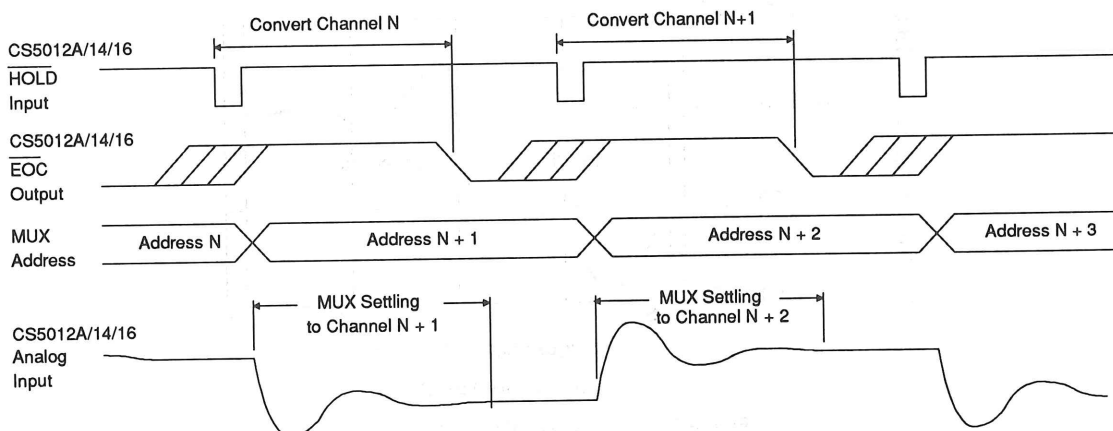 Convert Channel N
Convert Channel N+1
CS5012A/14/16
HOLD
Input
CS5012A/14/16
EOC
Output
MUX
Address
Address N
Address N + 1
Address N + 2
Address N + 3
MUX Settling
to Channel N + 1
MUX Settling
to Channel N + 2
CS5012A/14/16
Analog
Input